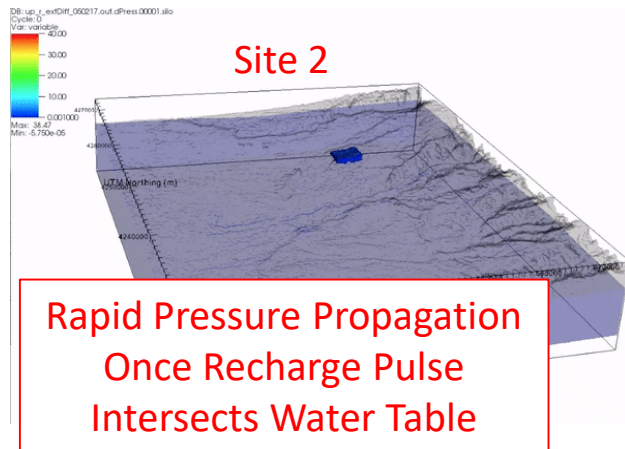 DB: up_r_extDiff_050217.out.dPress.00001.silo
Cycle: 0
Var: variable
40.00
30.00
20.00
10.00
0.001000
Max: 38.47
Min: -5.750e-05
Site 2
UTM Northing (m)
4240000
Rapid Pressure Propagation
Once Recharge Pulse
Intersects Water Table